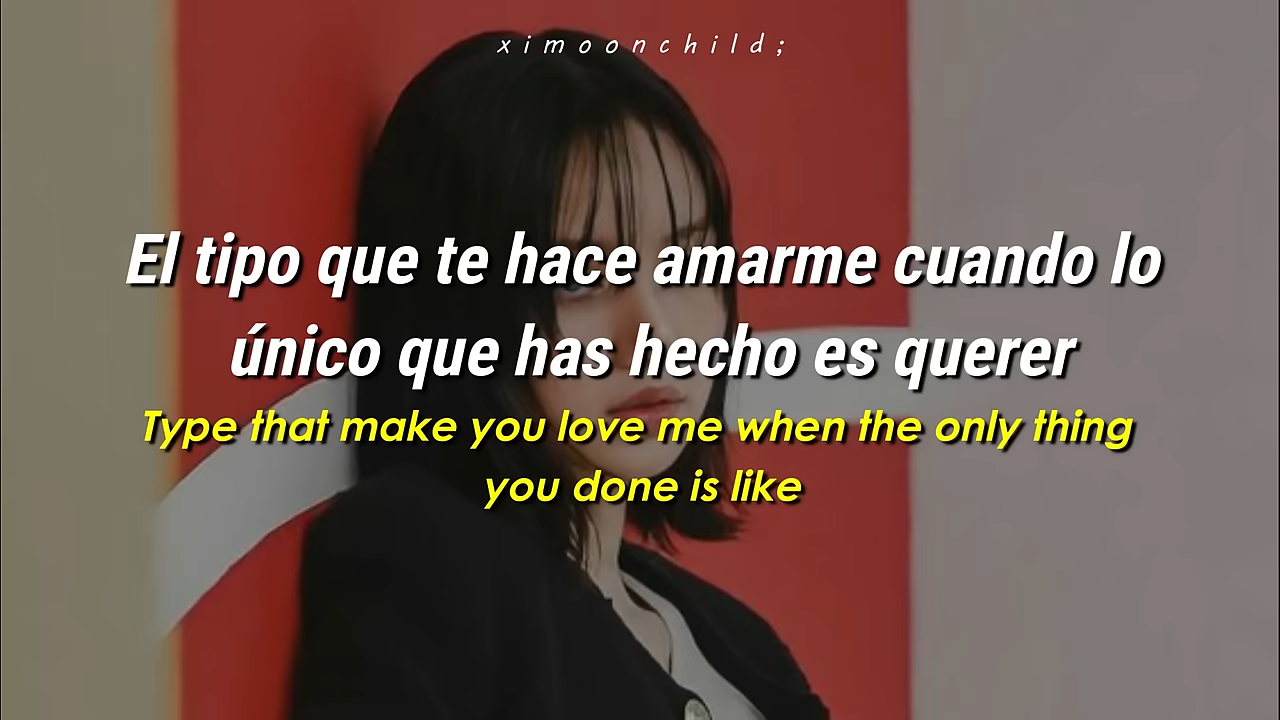 ximoonchild;
El tipo que te hace amarme cuando lo
único que has hecho es querer
Type that make you love me when the only thing
you done is like